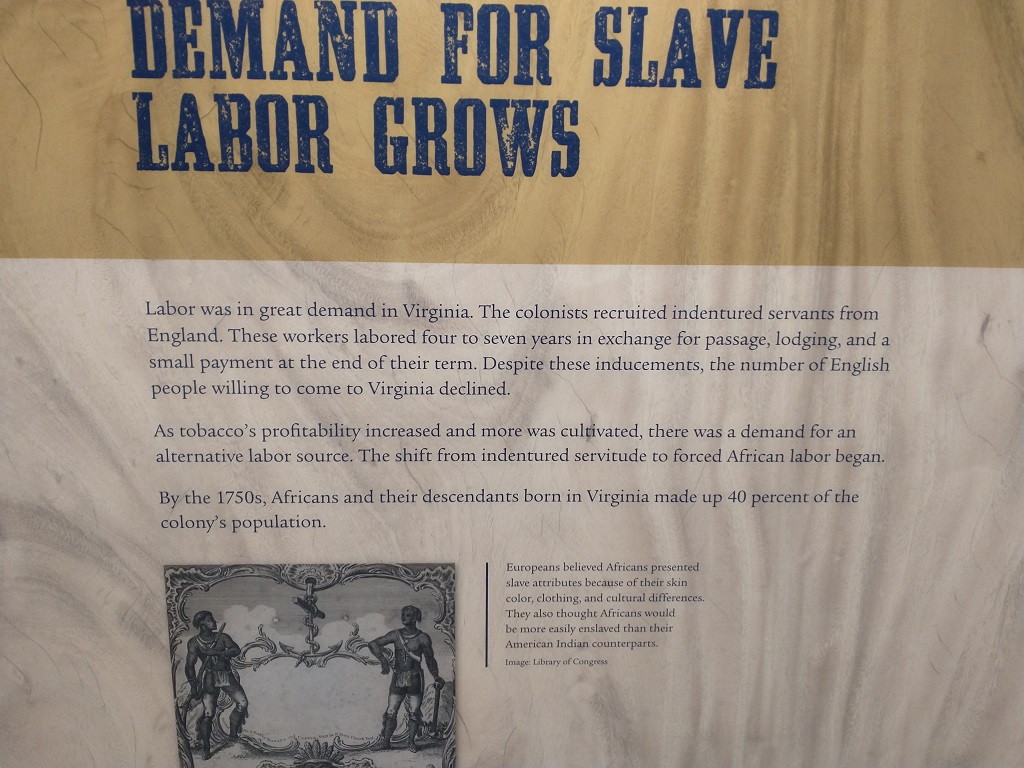 DEMAND FOR SLAVE
LABOR GROWS
Labor was in great demand in Virginia. The colonists recruited indentured servants from
England. These workers labored four to seven years in exchange for passage, lodging, and a
small payment at the end of their term. Despite these inducements, the number of English
people willing to come to Virginia declined.
As tobacco's profitability increased and more was cultivated, there was a demand for an
alternative labor source. The shift from indentured servitude to forced African labor began.
By the 1750s, Africans and their descendants born in Virginia made up 40 percent of the
colony's population.
Europeans believed Africans presented
slave attributes because of their skin
color, clothing, and cultural differences.
They also thought Africans would
be more easily enslaved than their
American Indian counterparts.
Image: Library of Congress